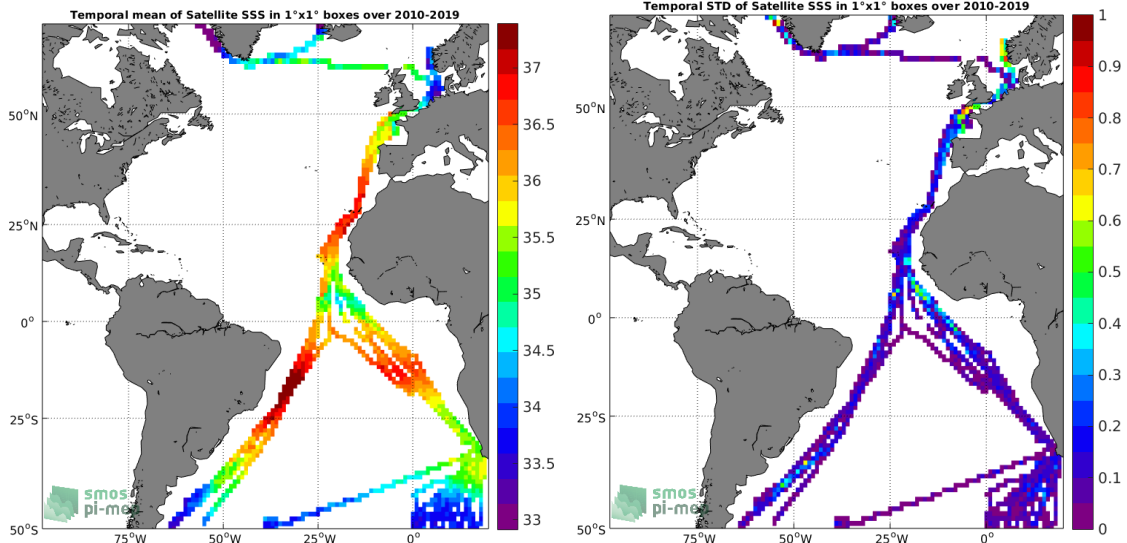 Temporal mean of Satellite SSS in 1°x1° boxes over 2010-2019
50°N
25°N
0°
25°S
50°S
75°W
50°W
25°W
0°
37
36.5
36
35.5
35
34.5
34
33.5
33
smos
pi-mep
Temporal STD of Satellite SSS in 1°x1° boxes over 2010-2019
50°N
25°N
0°
25°S
50°S
75°W
50°W
25°W
0°
1
0.9
0.8
0.7
0.6
0.5
0.4
0.3
0.2
0.1
0
smos
pi-mep